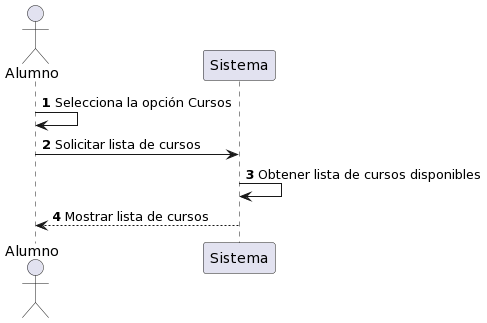 Alumno
Sistema
1 Selecciona la opción Cursos
2 Solicitar lista de cursos
3 Obtener lista de cursos disponibles
4 Mostrar lista de cursos
Alumno
Sistema